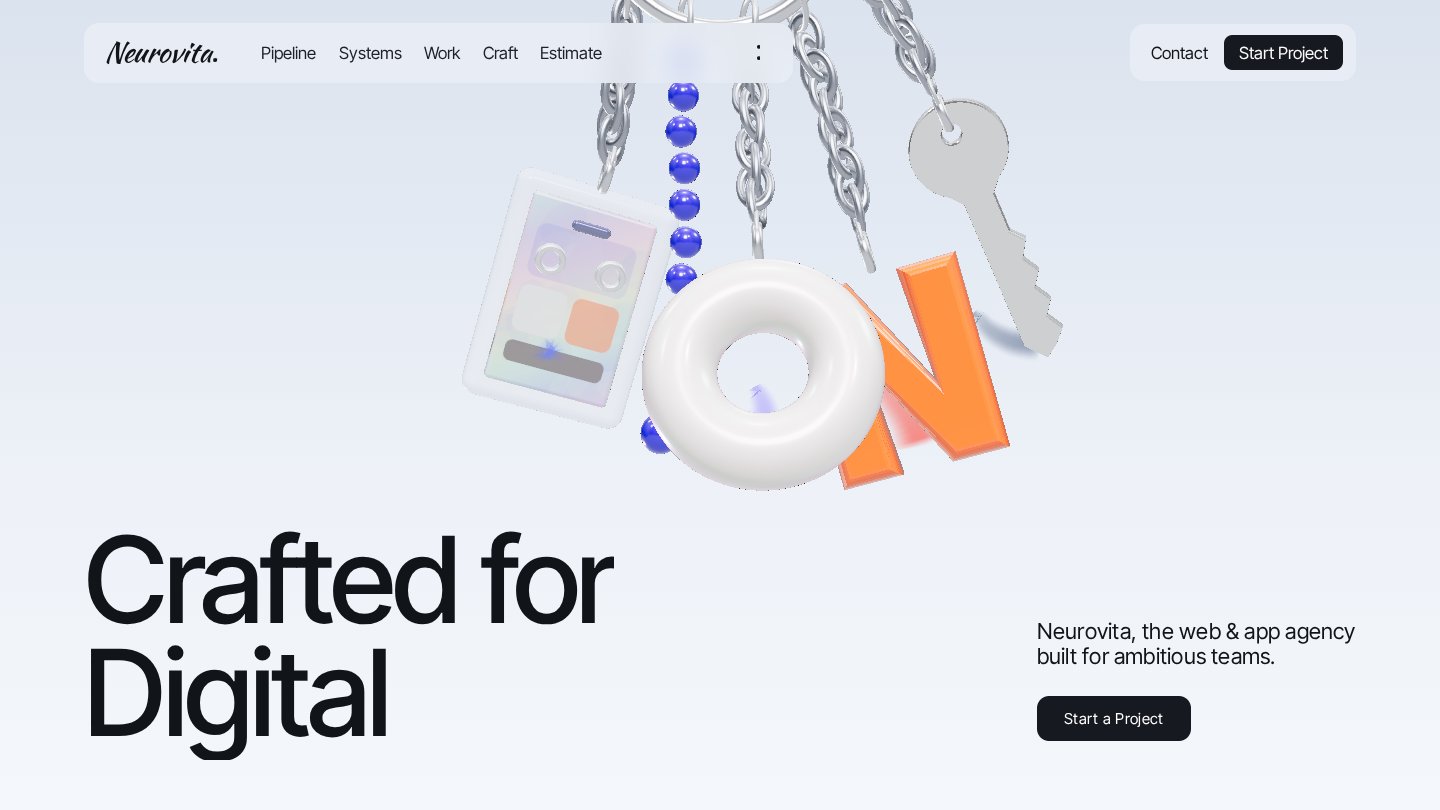 Neurovita.
Pipeline
Systems
Work
Craft
Estimate
Contact
Start Project
N
Crafted for
Digital
Neurovita, the web & app agency
built for ambitious teams.
Start a Project